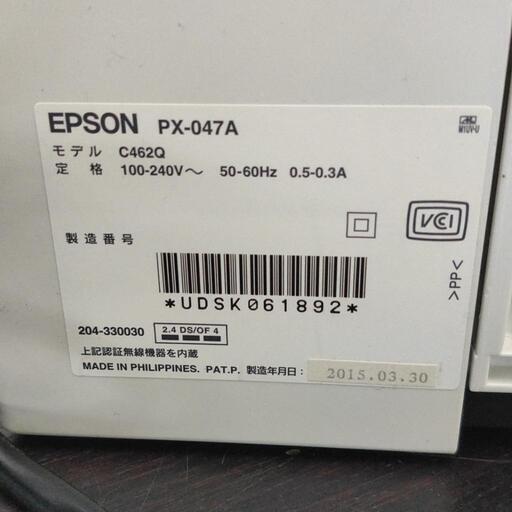 EPSON PX-047A
モデル C462Q
定 格 100-240V～ 50-60Hz 0.5-0.3A
VCI
製造番号
*UDSK061892*
>PP<
204-330030 2.4 DS/OF 4
上記認証無線機器を内蔵
MADE IN PHILIPPINES. PAT.P. 製造年月日: 2015.03.30